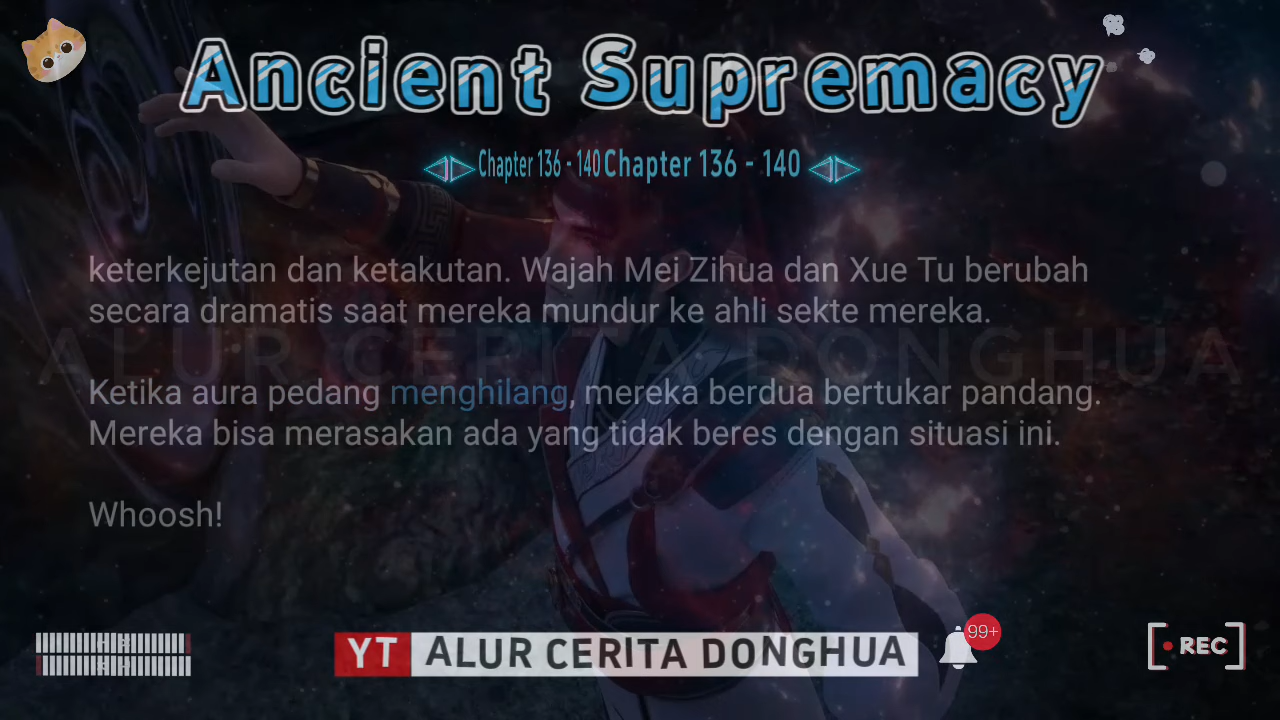 Ancient Supremacy
Chapter 136 - 140 Chapter 136 - 140
keterkejutan dan ketakutan. Wajah Mei Zihua dan Xue Tu berubah
secara dramatis saat mereka mundur ke ahli sekte mereka.
ALUR CERITA DONGHUA
Ketika aura pedang menghilang, mereka berdua bertukar pandang.
Mereka bisa merasakan ada yang tidak beres dengan situasi ini.
Whoosh!
YT ALUR CERITA DONGHUA
99+
REC